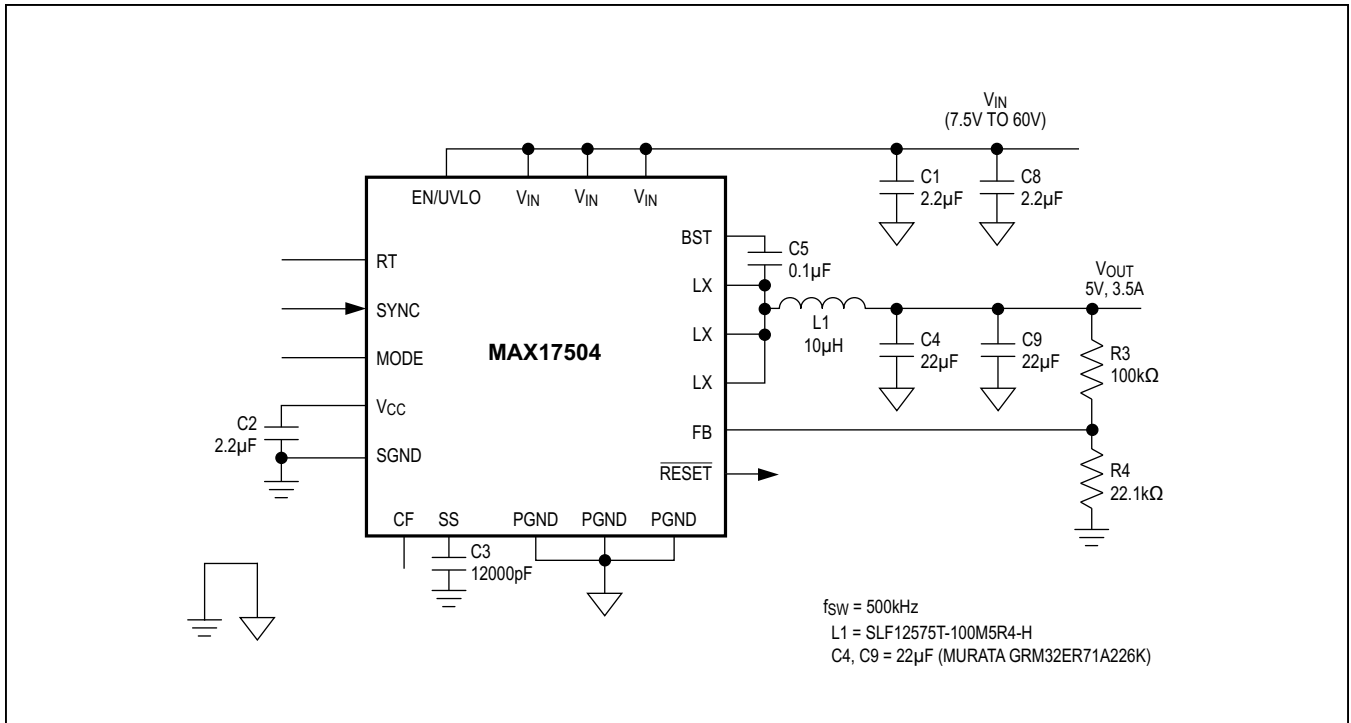 VIN
(7.5V TO 60V)
EN/UVLO VIN VIN VIN
C1
2.2µF
C8
2.2µF
BST
C5
0.1µF
RT
LX
VOUT
5V, 3.5A
SYNC
L1
10µH
MAX17504
LX
MODE
C4
22µF
C9
22µF
R3
100kΩ
LX
VCC
C2
2.2µF
FB
SGND
RESET
R4
22.1kΩ
CF SS PGND PGND PGND
C3
12000pF
fSW = 500kHz
L1 = SLF12575T-100M5R4-H
C4, C9 = 22µF (MURATA GRM32ER71A226K)